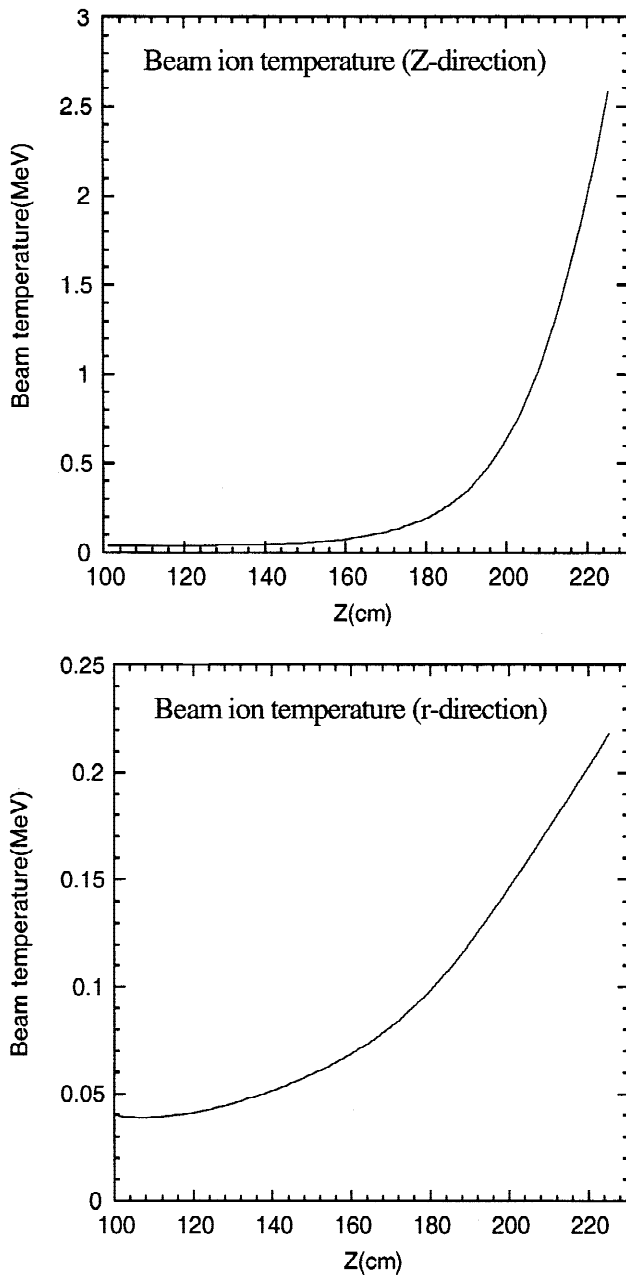 3
Beam ion temperature (Z-direction)
2.5
2
1.5
1
0.5
0
Beam temperature(MeV)
100 120 140 160 180 200 220
Z(cm)
0.25
Beam ion temperature (r-direction)
0.2
0.15
0.1
0.05
0
Beam temperature(MeV)
100 120 140 160 180 200 220
Z(cm)